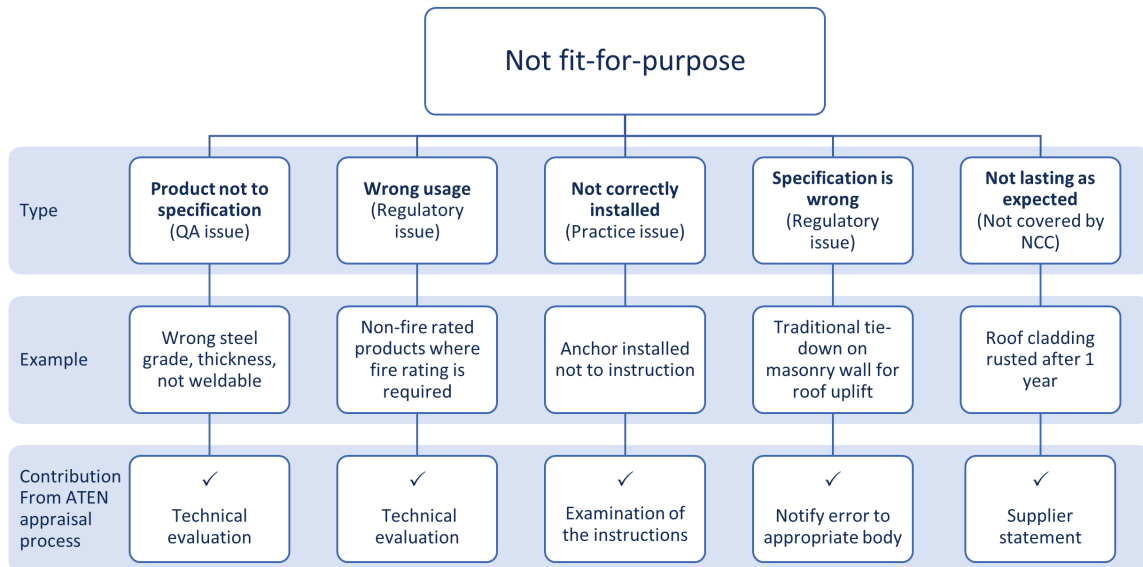 Not fit-for-purpose
Type
Product not to
specification
(QA issue)
Wrong usage
(Regulatory
issue)
Not correctly
installed
(Practice issue)
Specification is
wrong
(Regulatory
issue)
Not lasting as
expected
(Not covered by
NCC)
Example
Wrong steel
grade, thickness,
not weldable
Non-fire rated
products where
fire rating is
required
Anchor installed
not to instruction
Traditional tie-
down on
masonry wall for
roof uplift
Roof cladding
rusted after 1
year
Contribution
From ATEN
appraisal
process
✓
Technical
evaluation
✓
Technical
evaluation
✓
Examination of
the instructions
✓
Notify error to
appropriate body
✓
Supplier
statement